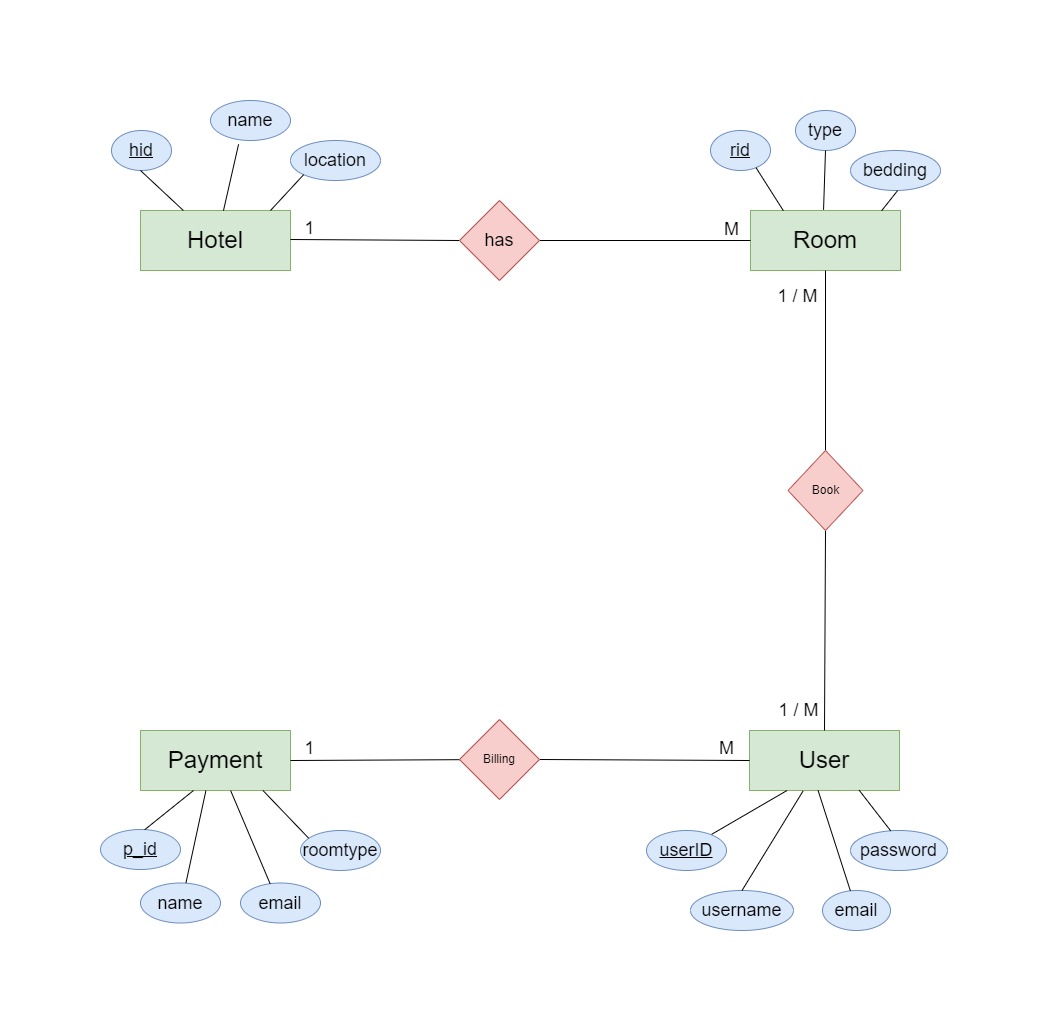 name
type
hid
rid
location
bedding
Hotel
1
has
M
Room
1 / M
Book
1 / M
Payment
1
Billing
M
User
p_id
roomtype
userID
password
name
email
username
email